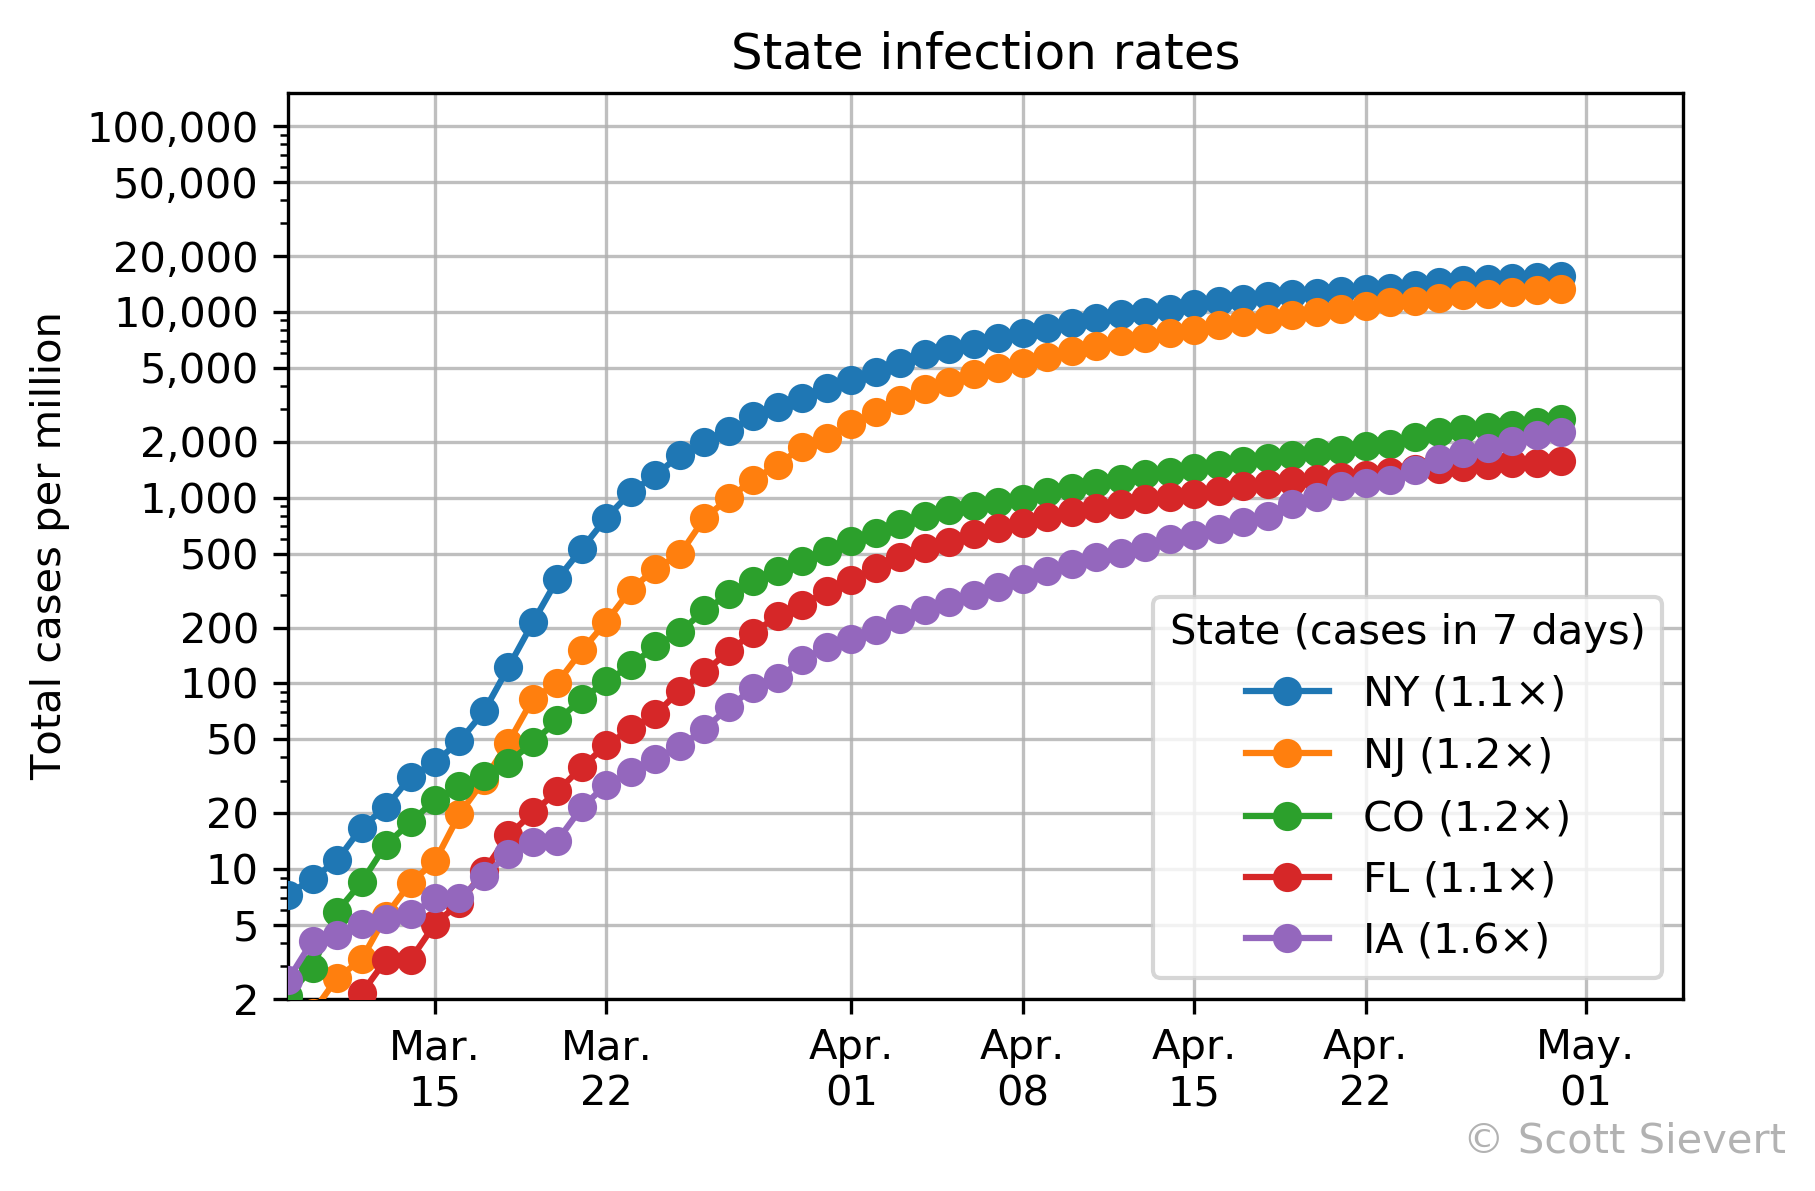 State infection rates
Total cases per million
100,000
50,000
20,000
10,000
5,000
2,000
1,000
500
200
100
50
20
10
5
2
State (cases in 7 days)
NY (1.1×)
NJ (1.2×)
CO (1.2×)
FL (1.1×)
IA (1.6×)
Mar. Mar. Apr. Apr. Apr. Apr. May.
15 22 01 08 15 22 01
© Scott Sievert